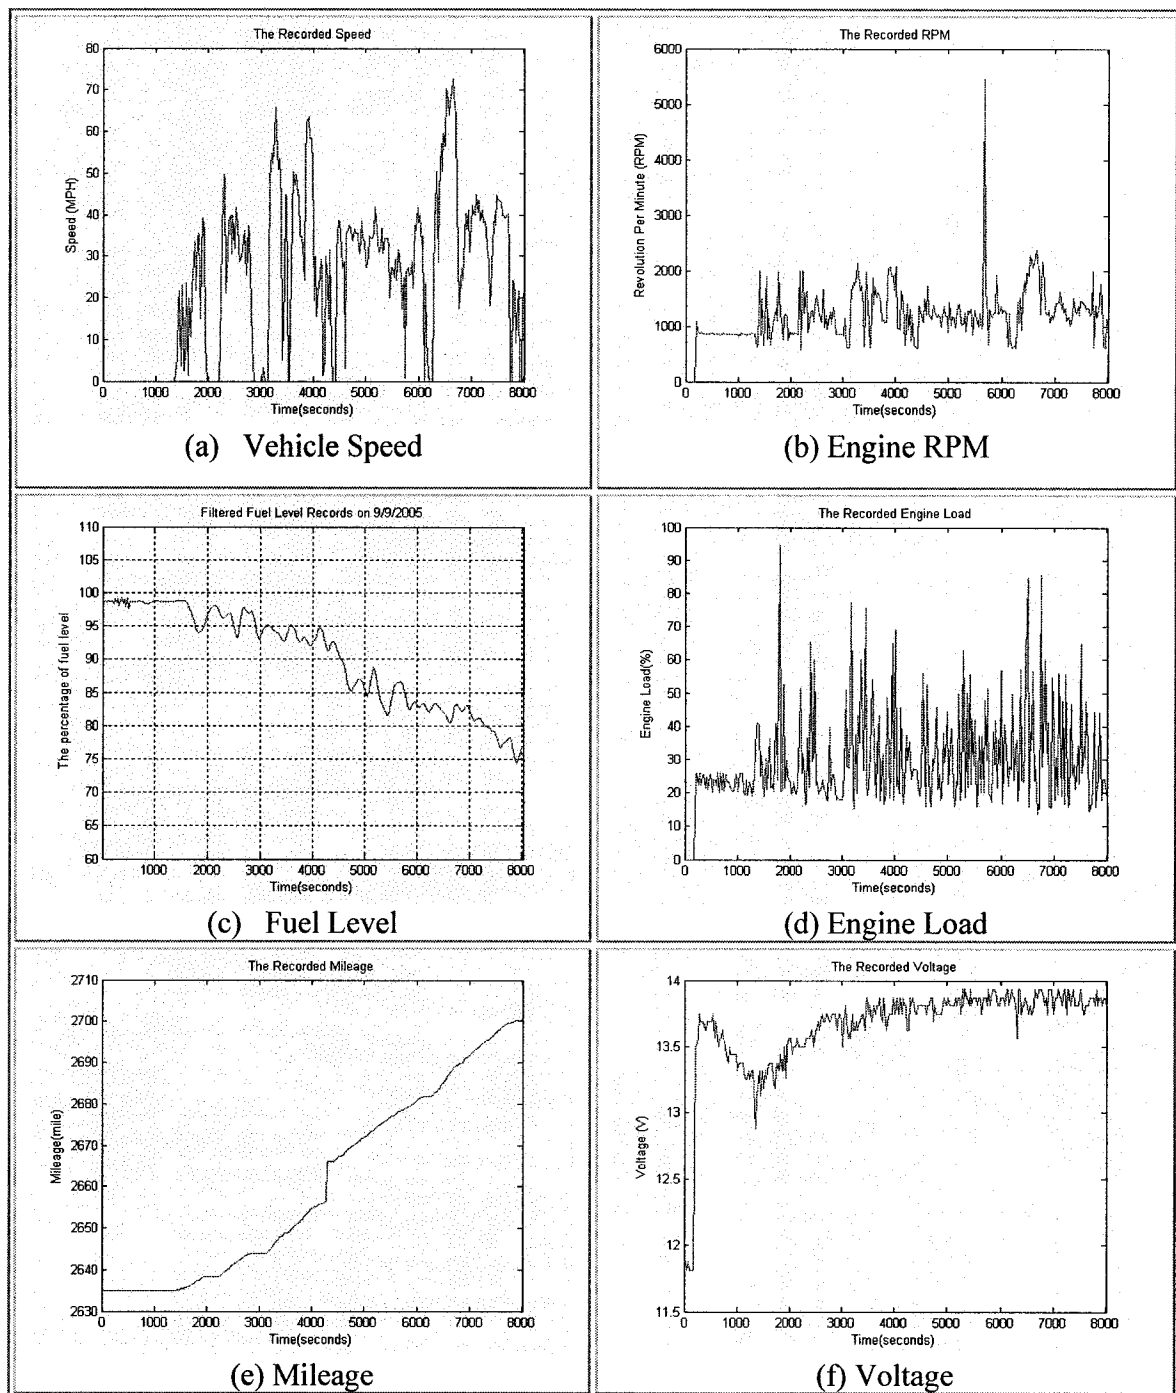 The Recorded Speed
80
70
60
50
40
30
20
10
0
Speed (MPH)
0 1000 2000 3000 4000 5000 6000 7000 8000
Time(seconds)
(a) Vehicle Speed
The Recorded RPM
6000
5000
4000
3000
2000
1000
0
Revolution Per Minute (RPM)
0 1000 2000 3000 4000 5000 6000 7000 8000
Time(seconds)
(b) Engine RPM
Filtered Fuel Level Records on 9/9/2005
110
105
100
95
90
85
80
75
70
65
60
The percentage of fuel level
1000 2000 3000 4000 5000 6000 7000 8000
Time(seconds)
(c) Fuel Level
The Recorded Engine Load
100
90
80
70
60
50
40
30
20
10
0
Engine Load(%)
0 1000 2000 3000 4000 5000 6000 7000 8000
Time(seconds)
(d) Engine Load
The Recorded Mileage
2710
2700
2690
2680
2670
2660
2650
2640
2630
Mileage(mile)
0 1000 2000 3000 4000 5000 6000 7000 8000
Time(seconds)
(e) Mileage
The Recorded Voltage
14
13.5
13
12.5
12
11.5
Voltage (V)
0 1000 2000 3000 4000 5000 6000 7000 8000
Time(seconds)
(f) Voltage